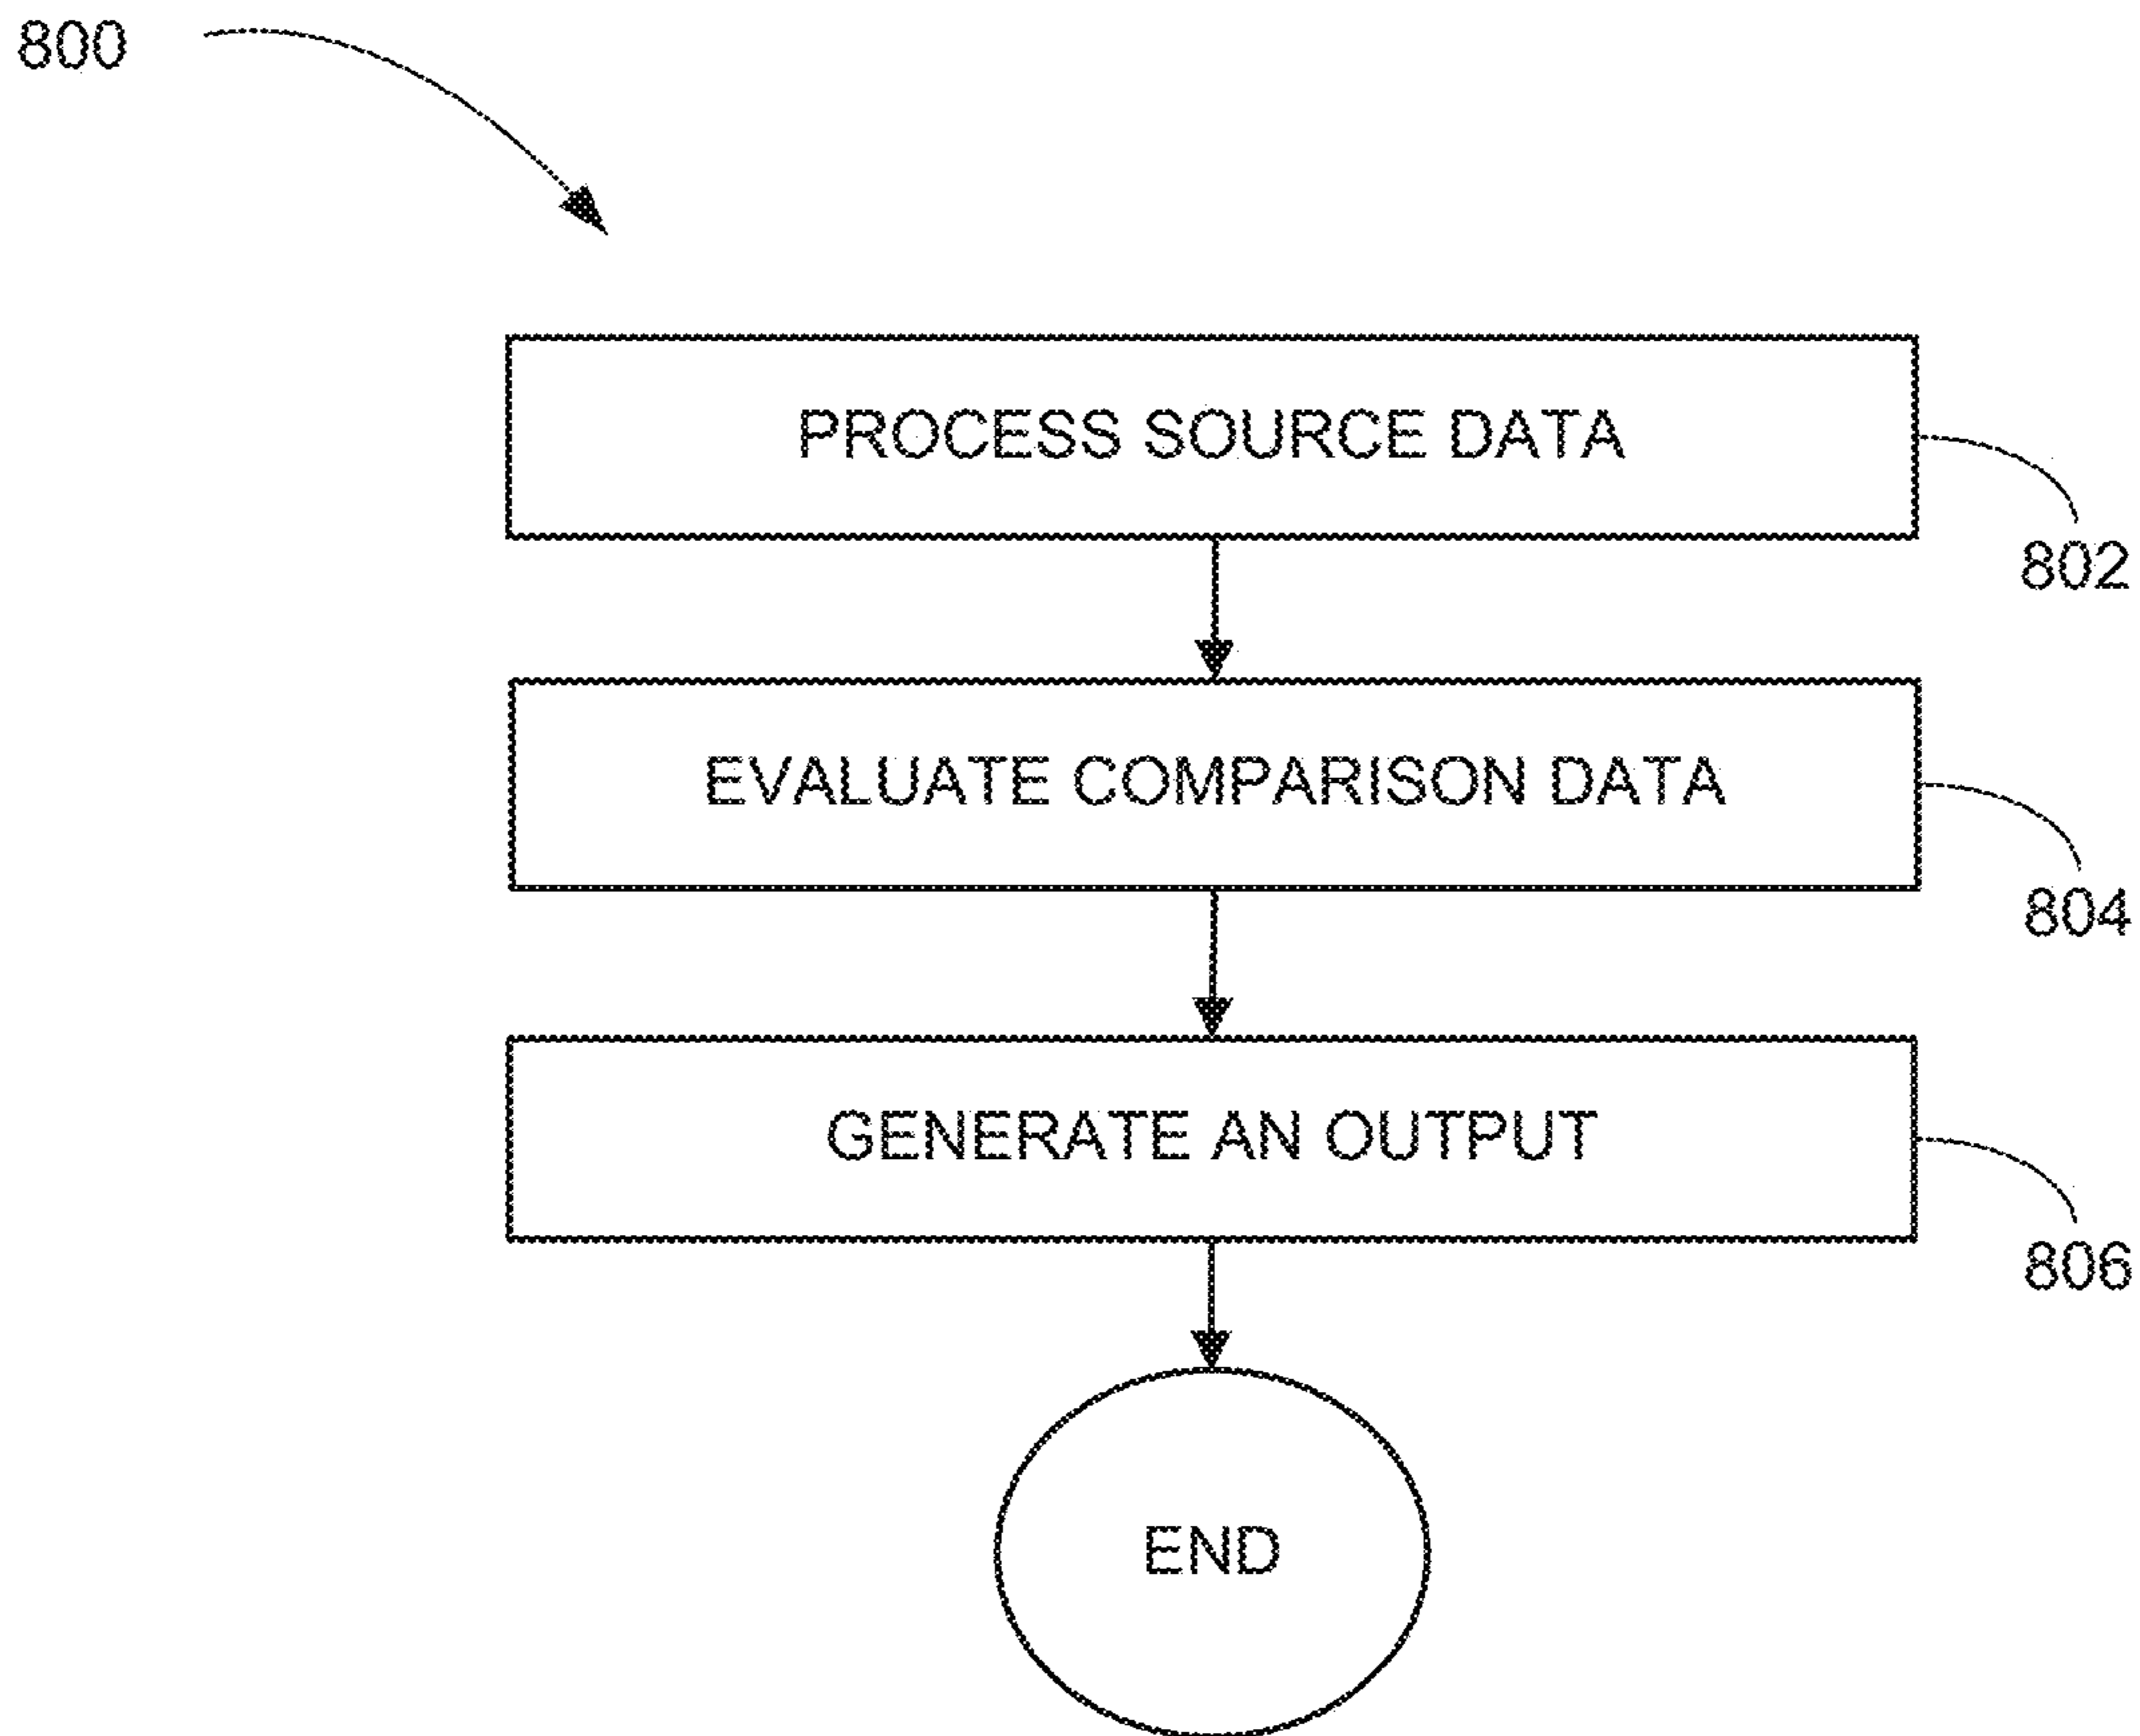 800
PROCESS SOURCE DATA
802
EVALUATE COMPARISON DATA
804
GENERATE AN OUTPUT
806
END